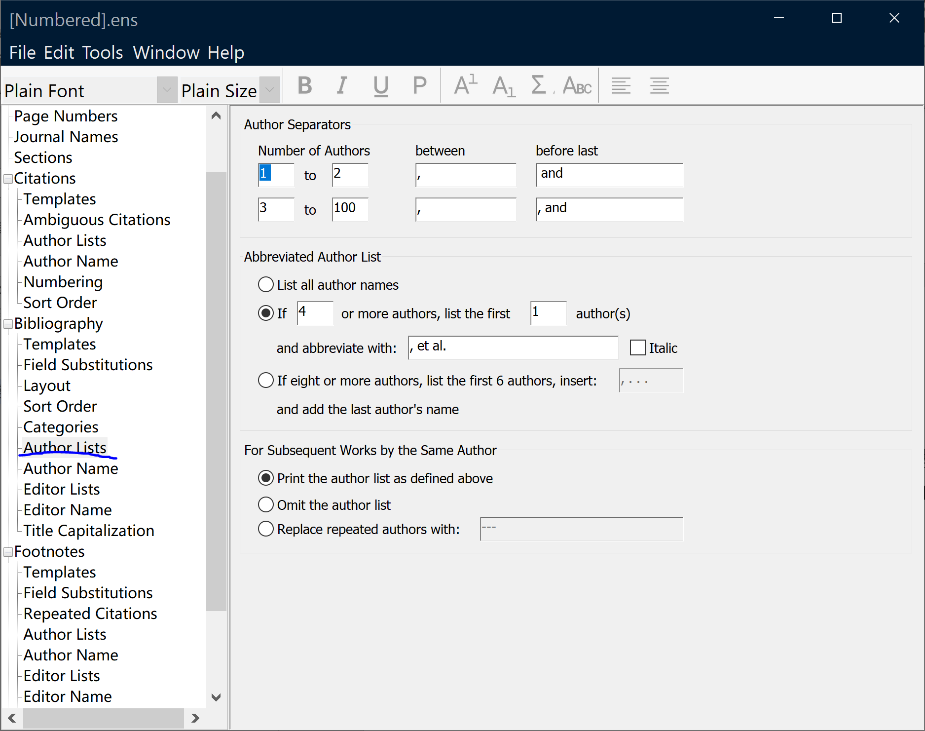 [Numbered].ens
File Edit Tools Window Help
Plain Font Plain Size B I U P A1 A1 Σ. ABC
Page Numbers
Journal Names
Sections
Citations
Templates
Ambiguous Citations
Author Lists
Author Name
Numbering
Sort Order
Bibliography
Templates
Field Substitutions
Layout
Sort Order
Categories
Author Lists
Author Name
Editor Lists
Editor Name
Title Capitalization
Footnotes
Templates
Field Substitutions
Repeated Citations
Author Lists
Author Name
Editor Lists
Editor Name
Author Separators
Number of Authors between before last
1 to 2 , and
3 to 100 , , and
Abbreviated Author List
List all author names
If 4 or more authors, list the first 1 author(s)
and abbreviate with: , et al. Italic
If eight or more authors, list the first 6 authors, insert: , . . .
and add the last author's name
For Subsequent Works by the Same Author
Print the author list as defined above
Omit the author list
Replace repeated authors with: ---